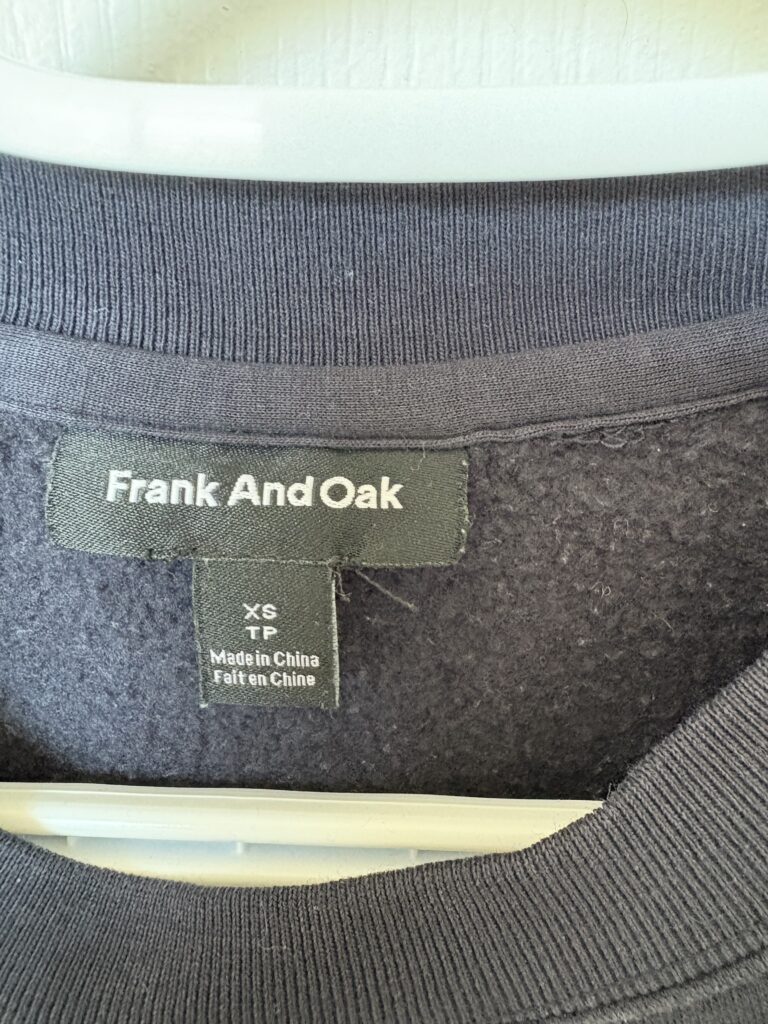 Frank And Oak
XS
TP
Made in China
Fait en Chine